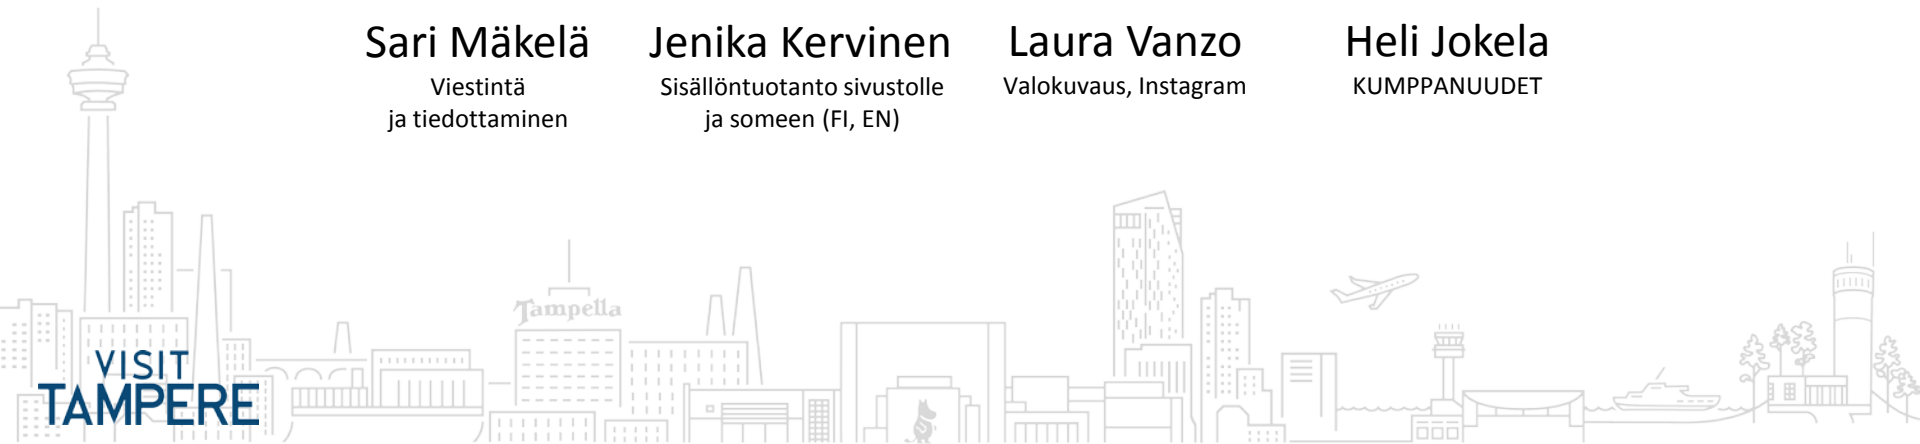 Sari Mäkelä
Viestintä
ja tiedottaminen
Jenika Kervinen
Sisällöntuotanto sivustolle
ja someen (FI, EN)
Laura Vanzo
Valokuvaus, Instagram
Heli Jokela
KUMPPANUUDET
Tampella
VISIT
TAMPERE